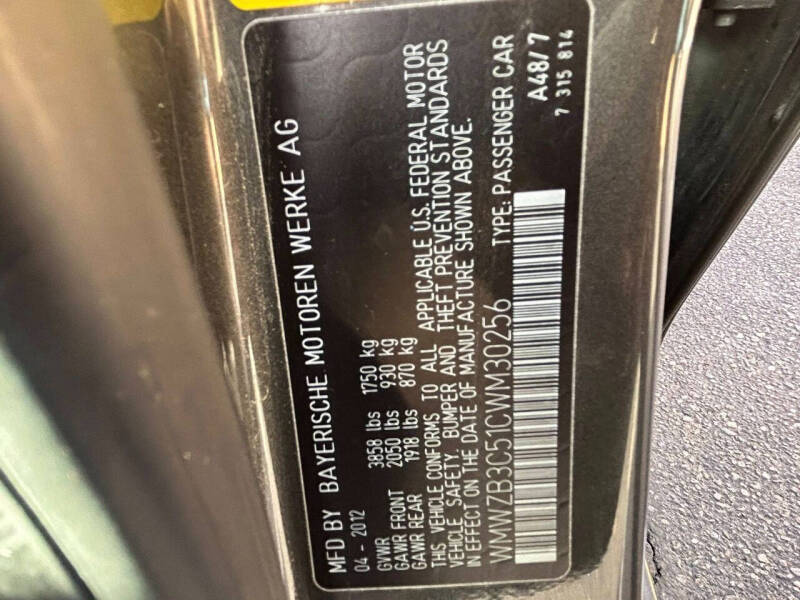 MFD BY BAYERISCHE MOTOREN WERKE AG
04 - 2012
GVWR 3858 lbs 1750 kg
GAWR FRONT 2050 lbs 930 kg
GAWR REAR 1918 lbs 870 kg
THIS VEHICLE CONFORMS TO ALL APPLICABLE U.S. FEDERAL MOTOR
VEHICLE SAFETY, BUMPER AND THEFT PREVENTION STANDARDS
IN EFFECT ON THE DATE OF MANUFACTURE SHOWN ABOVE.
WMWZB3C51CWM30256 TYPE: PASSENGER CAR
A48/7
7 315 814